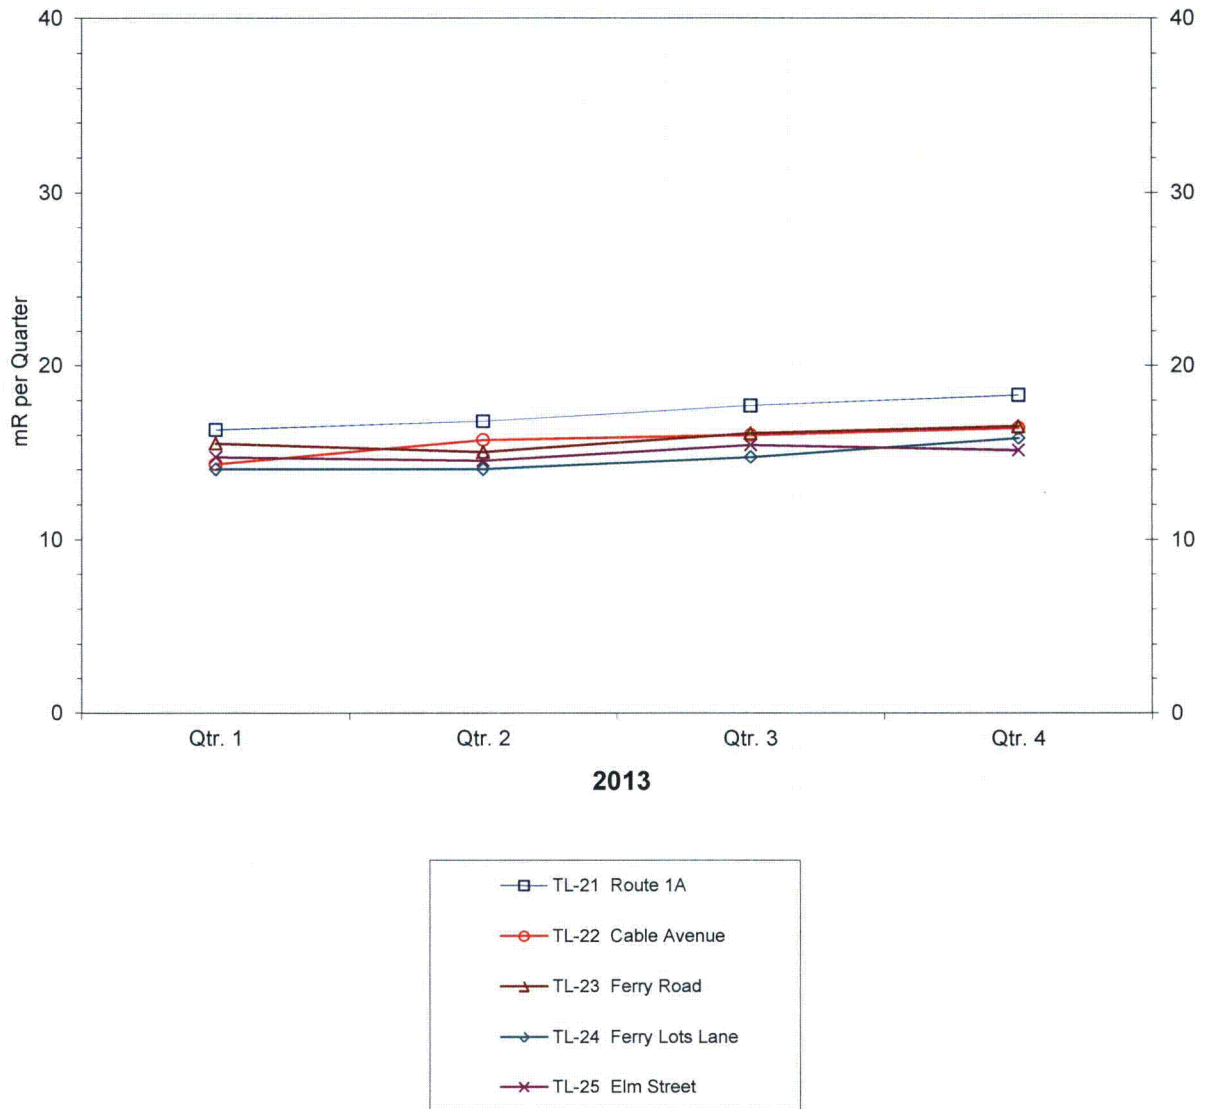 40
40
30
30
20
20
10
10
0
0
mR per Quarter
Qtr. 1
Qtr. 2
Qtr. 3
Qtr. 4
2013
TL-21 Route 1A
TL-22 Cable Avenue
TL-23 Ferry Road
TL-24 Ferry Lots Lane
TL-25 Elm Street